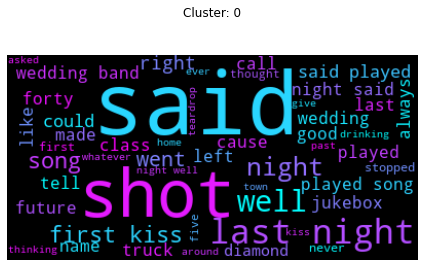 Cluster: 0
asked
right
call
ever
thought
said played
wedding band
night said
forty
said
last
like
could
made
teardrop
give
wedding
always
first
class
cause
good
drinking
song
went
left
home
night
played
stopped
whatever
tell
shot
night well
well
town
past
played song
future
five
last night
jukebox
first kiss
kiss
never
thinking
name
truck
around
diamond